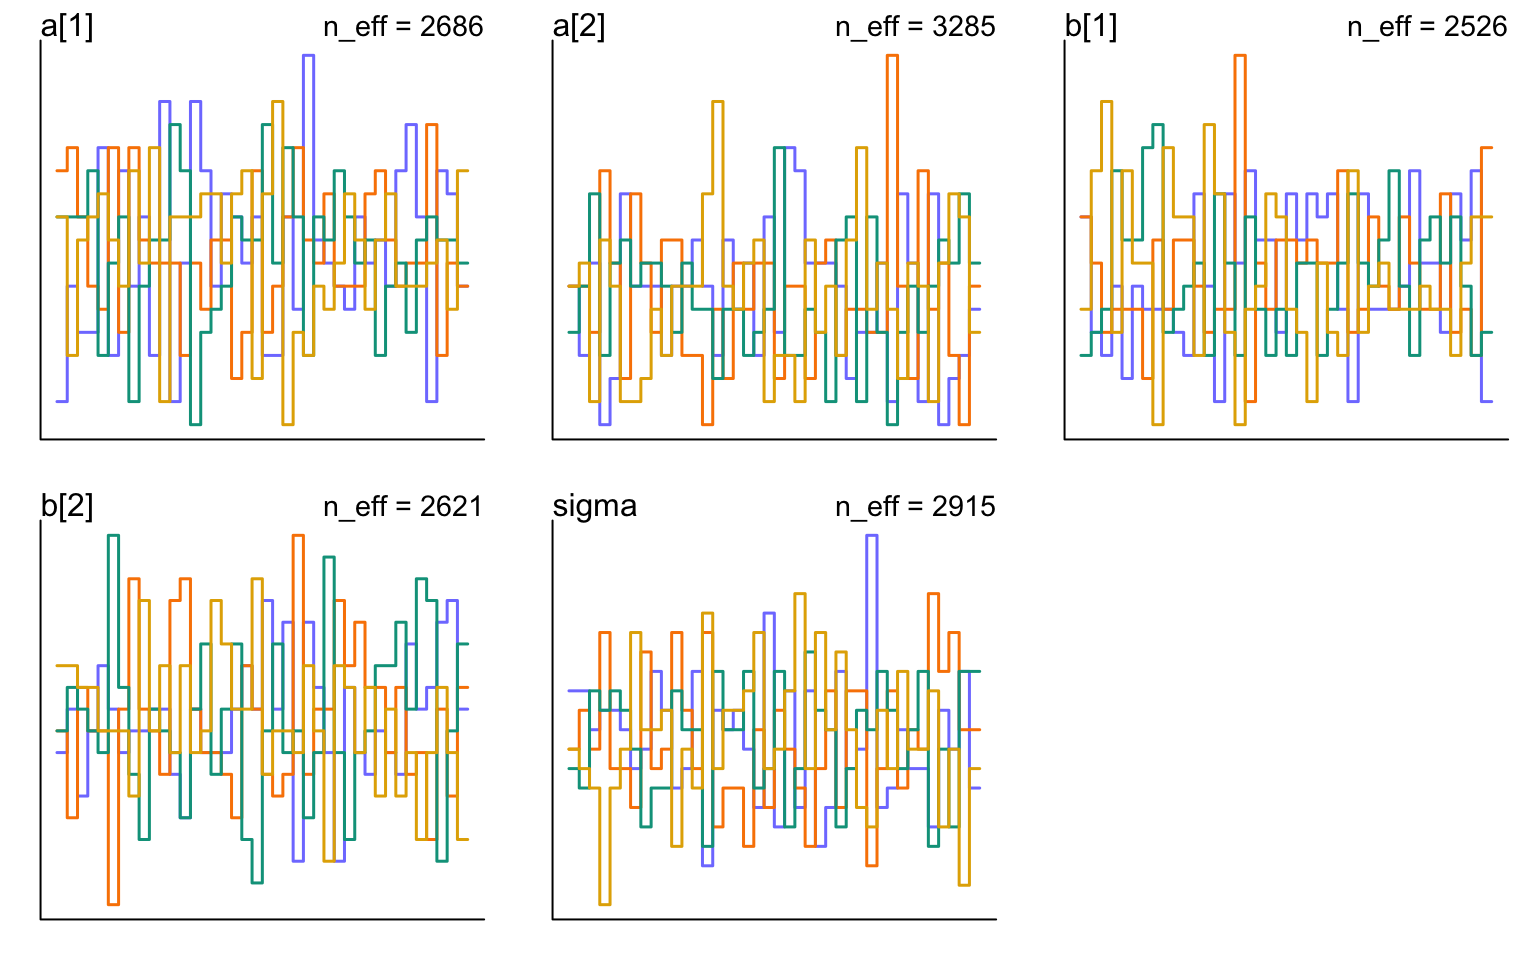 a[1] n_eff = 2686
a[2] n_eff = 3285
b[1] n_eff = 2526
b[2] n_eff = 2621
sigma n_eff = 2915